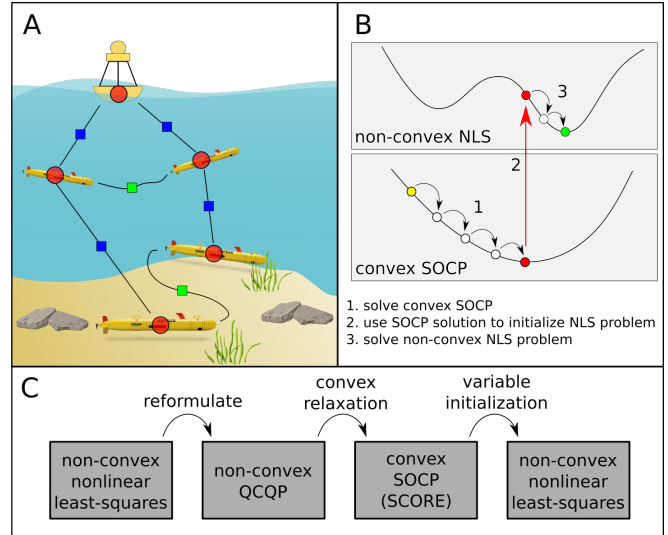 A
B
3
non-convex NLS
2
1
convex SOCP
1. solve convex SOCP
2. use SOCP solution to initialize NLS problem
3. solve non-convex NLS problem
C
reformulate
convex
relaxation
variable
initialization
non-convex
nonlinear
least-squares
non-convex
QCQP
convex
SOCP
(SCORE)
non-convex
nonlinear
least-squares